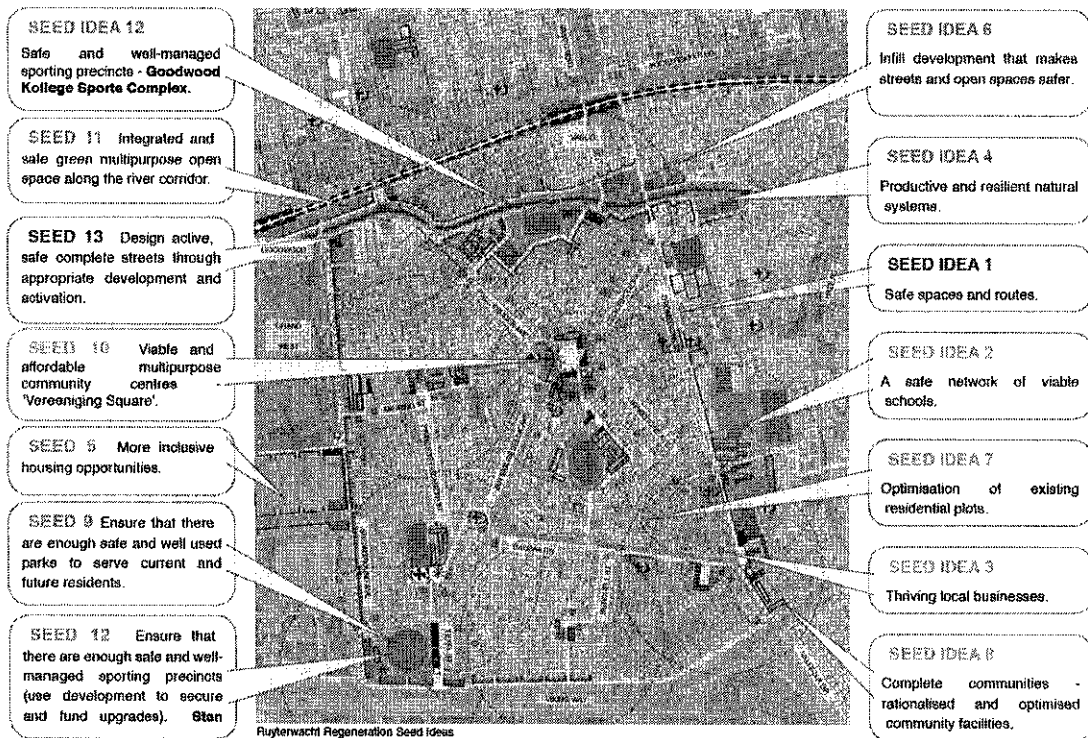 SEED IDEA 12
Safe and well-managed
sporting precincts - Goodwood
Kollege Sports Complex.
SEED 11 Integrated and
safe green multipurpose open
space along the river corridor.
SEED 13 Design active,
safe complete streets through
appropriate development and
activation.
SEED 10 Viable and
affordable multipurpose
community centres
'Vereeniging Square'.
SEED 5 More inclusive
housing opportunities.
SEED 9 Ensure that there
are enough safe and well used
parks to serve current and
future residents.
SEED 12 Ensure that
there are enough safe and well-
managed sporting precincts
(use development to secure
and fund upgrades). Stan
SEED IDEA 6
Infill development that makes
streets and open spaces safer.
SEED IDEA 4
Productive and resilient natural
systems.
SEED IDEA 1
Safe spaces and routes.
SEED IDEA 2
A safe network of viable
schools.
SEED IDEA 7
Optimisation of existing
residential plots.
SEED IDEA 3
Thriving local businesses.
SEED IDEA 8
Complete communities -
rationalised and optimised
community facilities.
Ruyterwacht Regeneration Seed Ideas